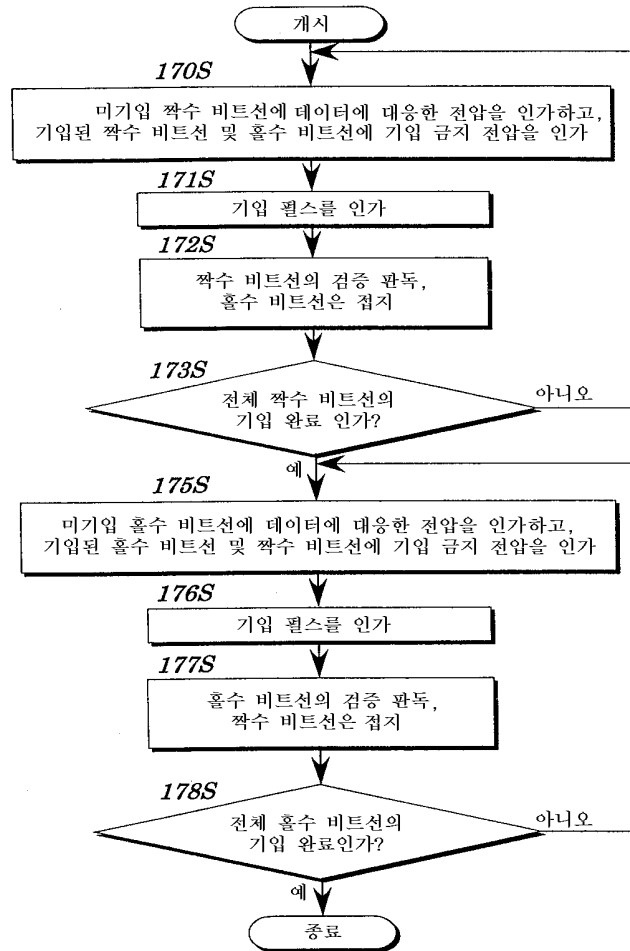 개시
170S
미기입 짝수 비트선에 데이터에 대응한 전압을 인가하고,
기입된 짝수 비트선 및 홀수 비트선에 기입 금지 전압을 인가
171S
기입 펄스를 인가
172S
짝수 비트선의 검증 판독,
홀수 비트선은 접지
173S
전체 짝수 비트선의
기입 완료 인가?
아니오
예
175S
미기입 홀수 비트선에 데이터에 대응한 전압을 인가하고,
기입된 홀수 비트선 및 짝수 비트선에 기입 금지 전압을 인가
176S
기입 펄스를 인가
177S
홀수 비트선의 검증 판독,
짝수 비트선은 접지
178S
전체 홀수 비트선의
기입 완료인가?
아니오
예
종료